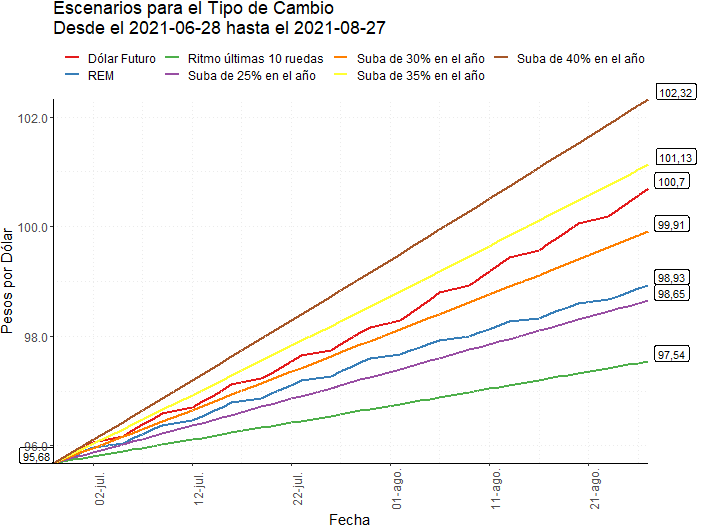 Escenarios para el Tipo de Cambio
Desde el 2021-06-28 hasta el 2021-08-27
Dólar Futuro
Ritmo últimas 10 ruedas
Suba de 30% en el año
Suba de 40% en el año
REM
Suba de 25% en el año
Suba de 35% en el año
Pesos por Dólar
102.0
100.0
98.0
96.0
95,68
102,32
101,13
100,7
99,91
98,93
98,65
97,54
02-jul.
12-jul.
22-jul.
01-ago.
11-ago.
21-ago.
Fecha